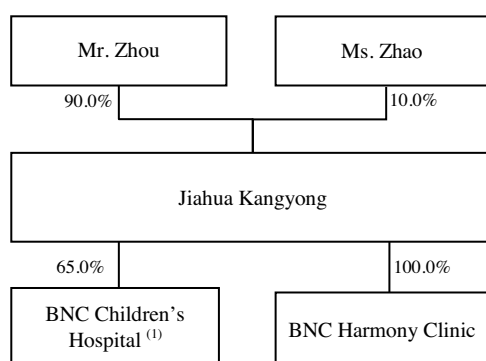 Mr. Zhou
Ms. Zhao
90.0%
10.0%
Jiahua Kangyong
65.0%
100.0%
BNC Children’s
Hospital (1)
BNC Harmony Clinic